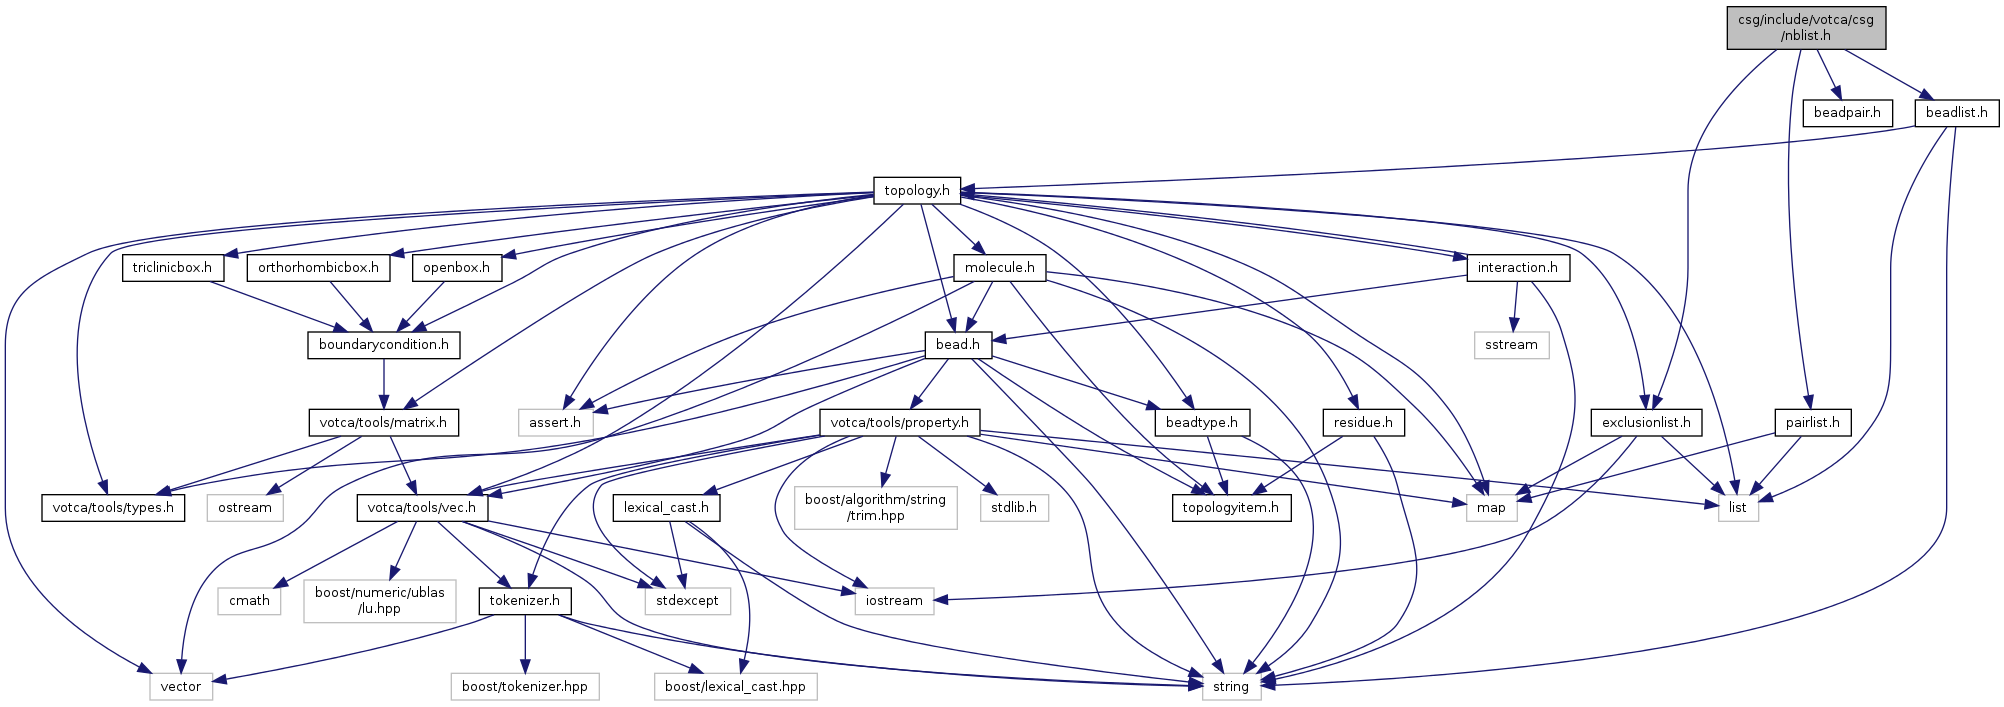 csg/include/votca/csg
/nblist.h
beadpair.h
beadlist.h
topology.h
triclinicbox.h
orthorhombicbox.h
openbox.h
molecule.h
interaction.h
boundarycondition.h
bead.h
sstream
votca/tools/matrix.h
assert.h
votca/tools/property.h
beadtype.h
residue.h
exclusionlist.h
pairlist.h
votca/tools/types.h
ostream
votca/tools/vec.h
lexical_cast.h
boost/algorithm/string
/trim.hpp
stdlib.h
topologyitem.h
map
list
cmath
boost/numeric/ublas
/lu.hpp
tokenizer.h
stdexcept
iostream
vector
boost/tokenizer.hpp
boost/lexical_cast.hpp
string